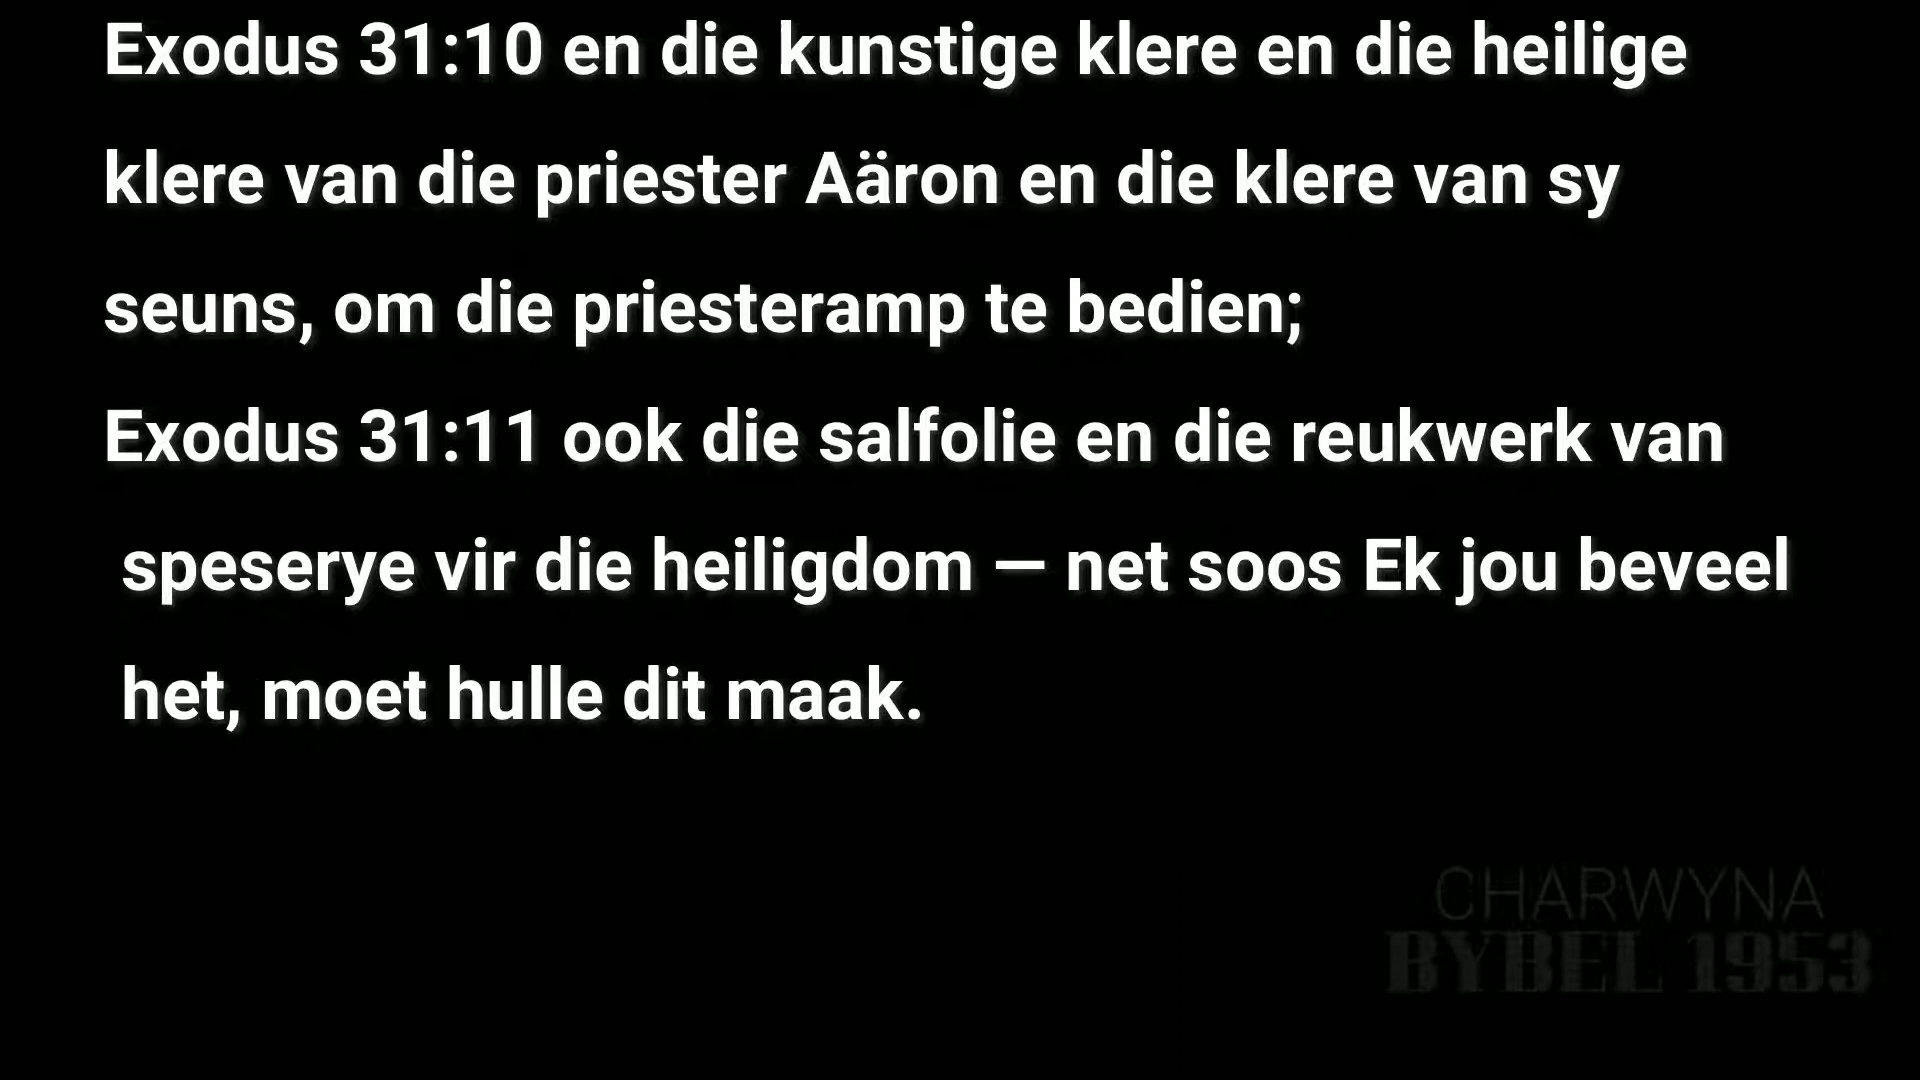 Exodus 31:10 en die kunstige klere en die heilige
klere van die priester Aäron en die klere van sy
seuns, om die priesteramp te bedien;
Exodus 31:11 ook die salfolie en die reukwerk van
speserye vir die heiligdom — net soos Ek jou beveel
het, moet hulle dit maak.
CHARWYNA
BYBEL 1953